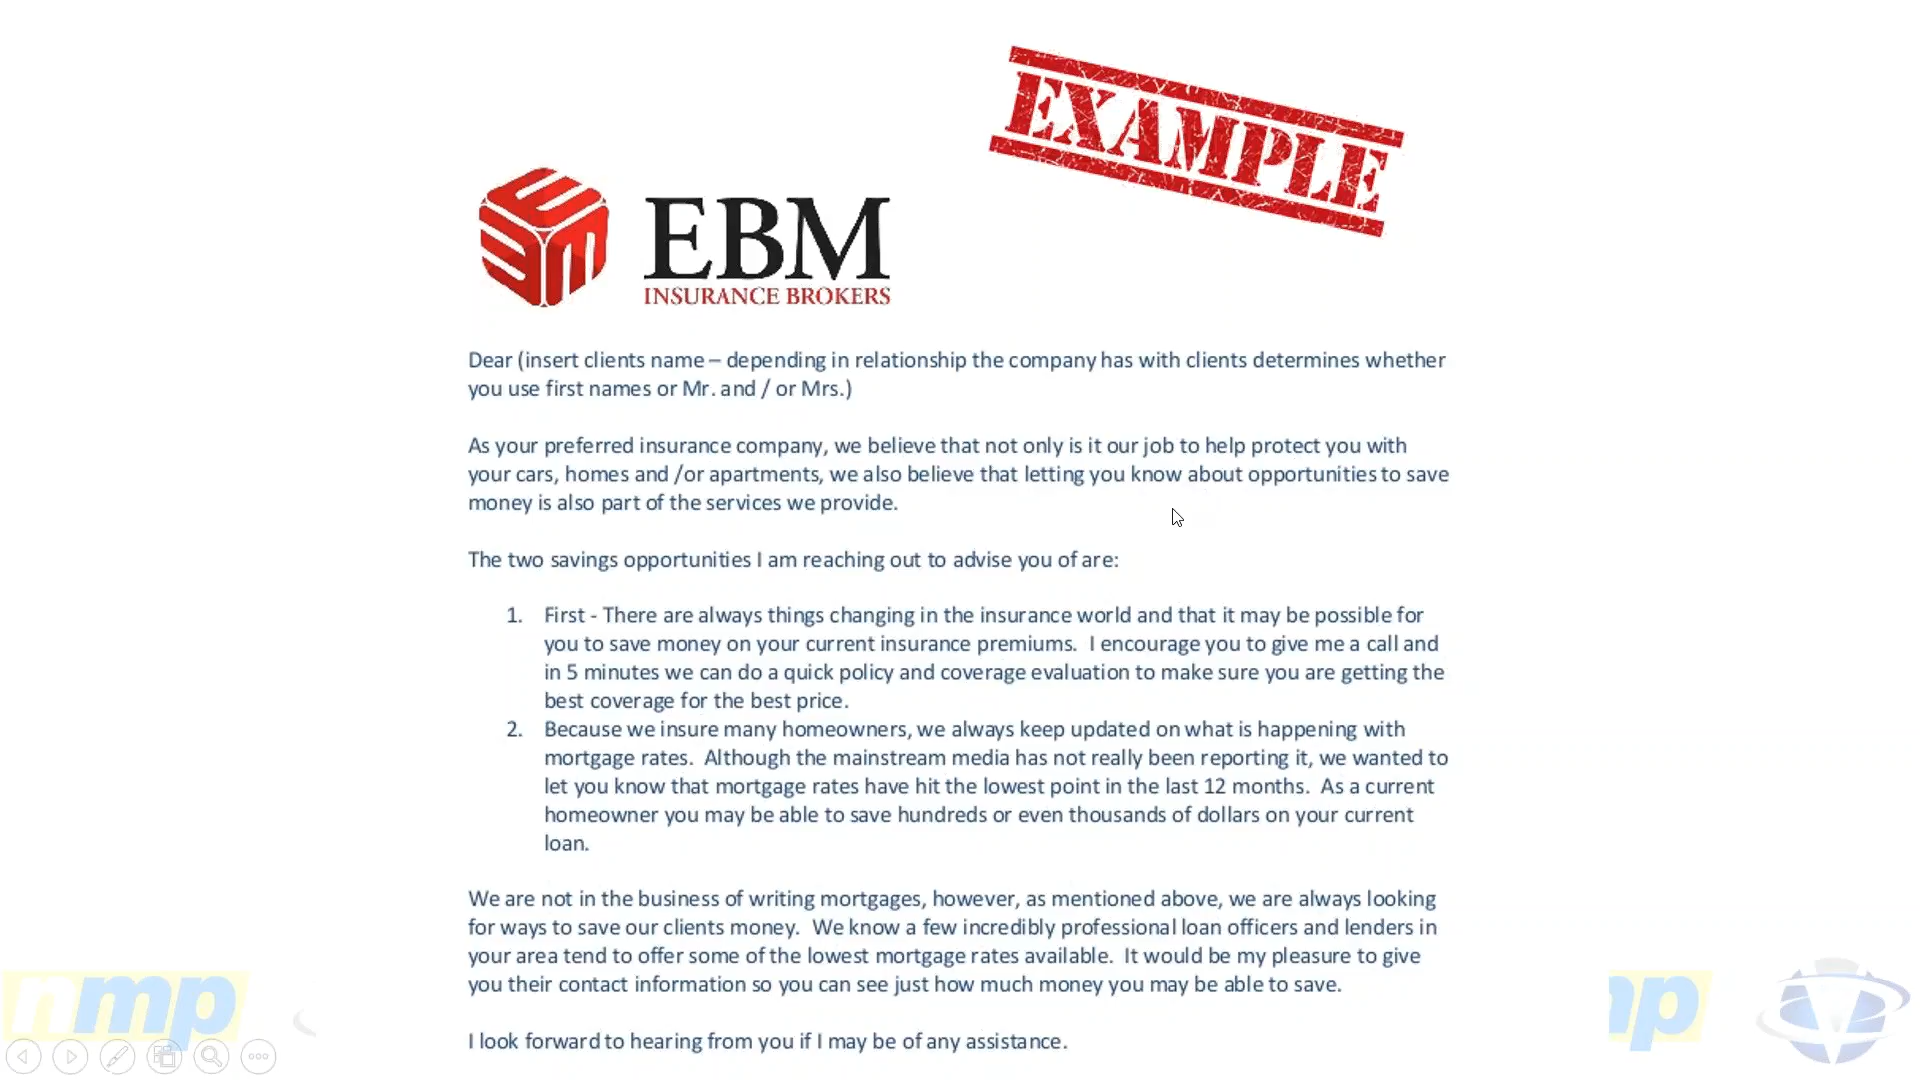 EXAMPLE
EBM
INSURANCE BROKERS
Dear (insert clients name – depending in relationship the company has with clients determines whether
you use first names or Mr. and / or Mrs.)
As your preferred insurance company, we believe that not only is it our job to help protect you with
your cars, homes and /or apartments, we also believe that letting you know about opportunities to save
money is also part of the services we provide.
The two savings opportunities I am reaching out to advise you of are:
1. First - There are always things changing in the insurance world and that it may be possible for
you to save money on your current insurance premiums.  I encourage you to give me a call and
in 5 minutes we can do a quick policy and coverage evaluation to make sure you are getting the
best coverage for the best price.
2. Because we insure many homeowners, we always keep updated on what is happening with
mortgage rates.  Although the mainstream media has not really been reporting it, we wanted to
let you know that mortgage rates have hit the lowest point in the last 12 months.  As a current
homeowner you may be able to save hundreds or even thousands of dollars on your current
loan.
We are not in the business of writing mortgages, however, as mentioned above, we are always looking
for ways to save our clients money.  We know a few incredibly professional loan officers and lenders in
your area tend to offer some of the lowest mortgage rates available.  It would be my pleasure to give
you their contact information so you can see just how much money you may be able to save.
I look forward to hearing from you if I may be of any assistance.
nmp
mp